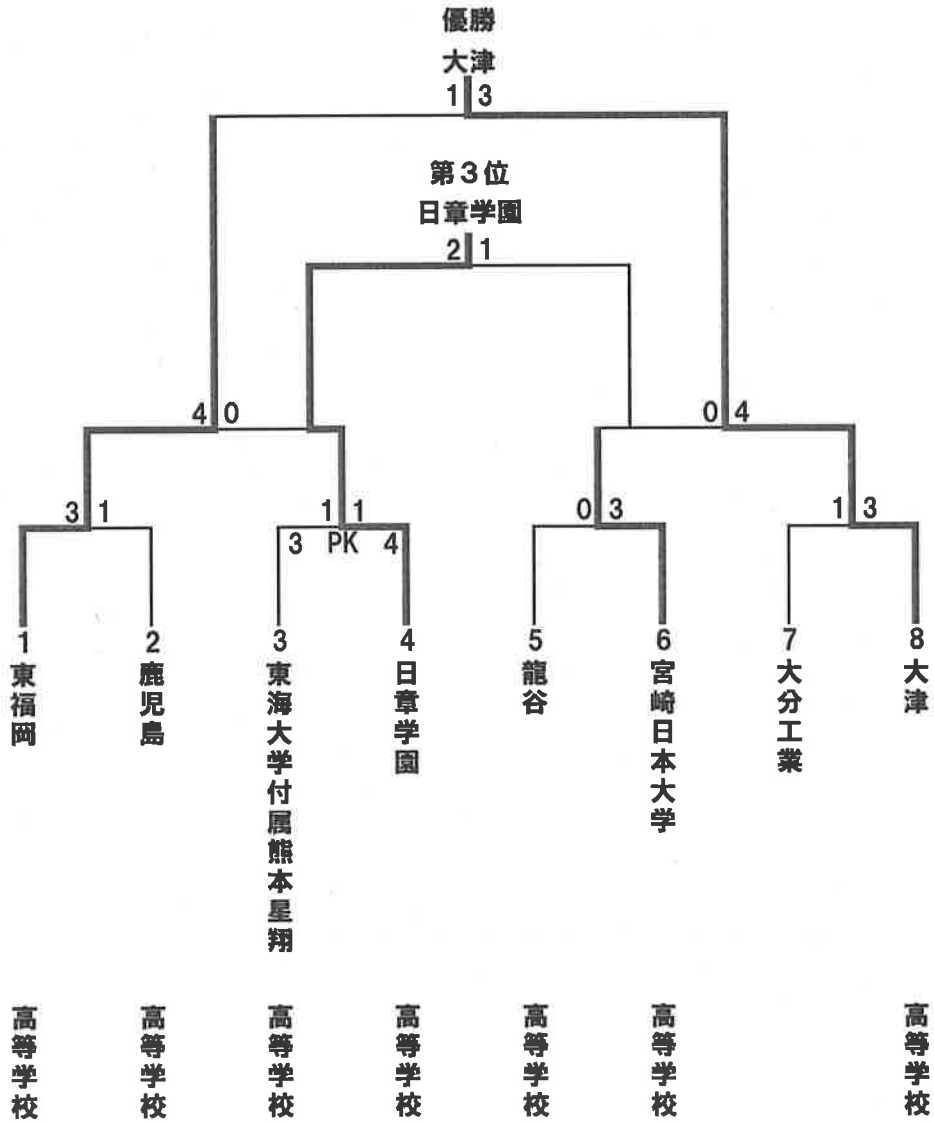 優勝
大津
1 3
第3位
日章学園
2 1
4 0
0 4
3 1
1 1
3 PK 4
0 3
1 3
1
東福岡
高等学校
2
鹿児島
高等学校
3
東海大学付属熊本星翔
高等学校
4
日章学園
高等学校
5
龍谷
高等学校
6
宮崎日本大学
高等学校
7
大分工業
8
大津
高等学校